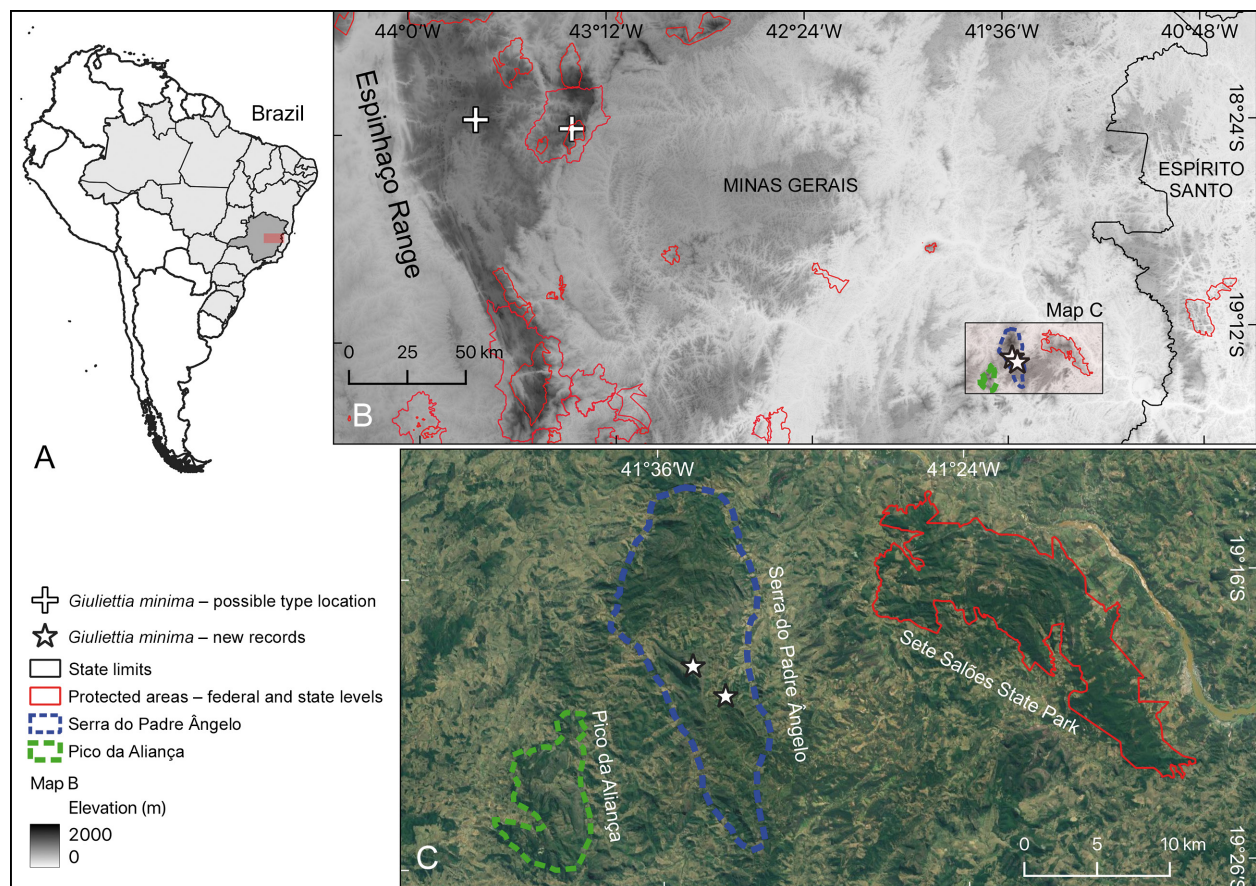 Brazil
A
44°0′W
43°12′W
42°24′W
41°36′W
40°48′W
Espinhaço Range
MINAS GERAIS
ESPÍRITO
SANTO
18°24′S
19°12′S
Map C
0 25 50 km
B
41°36′W
41°24′W
19°16′S
19°26′S
Serra do Padre Ângelo
Sete Salões State Park
Pico da Aliança
0 5 10 km
C
Giuliettia minima – possible type location
Giuliettia minima – new records
State limits
Protected areas – federal and state levels
Serra do Padre Ângelo
Pico da Aliança
Map B
Elevation (m)
2000
0